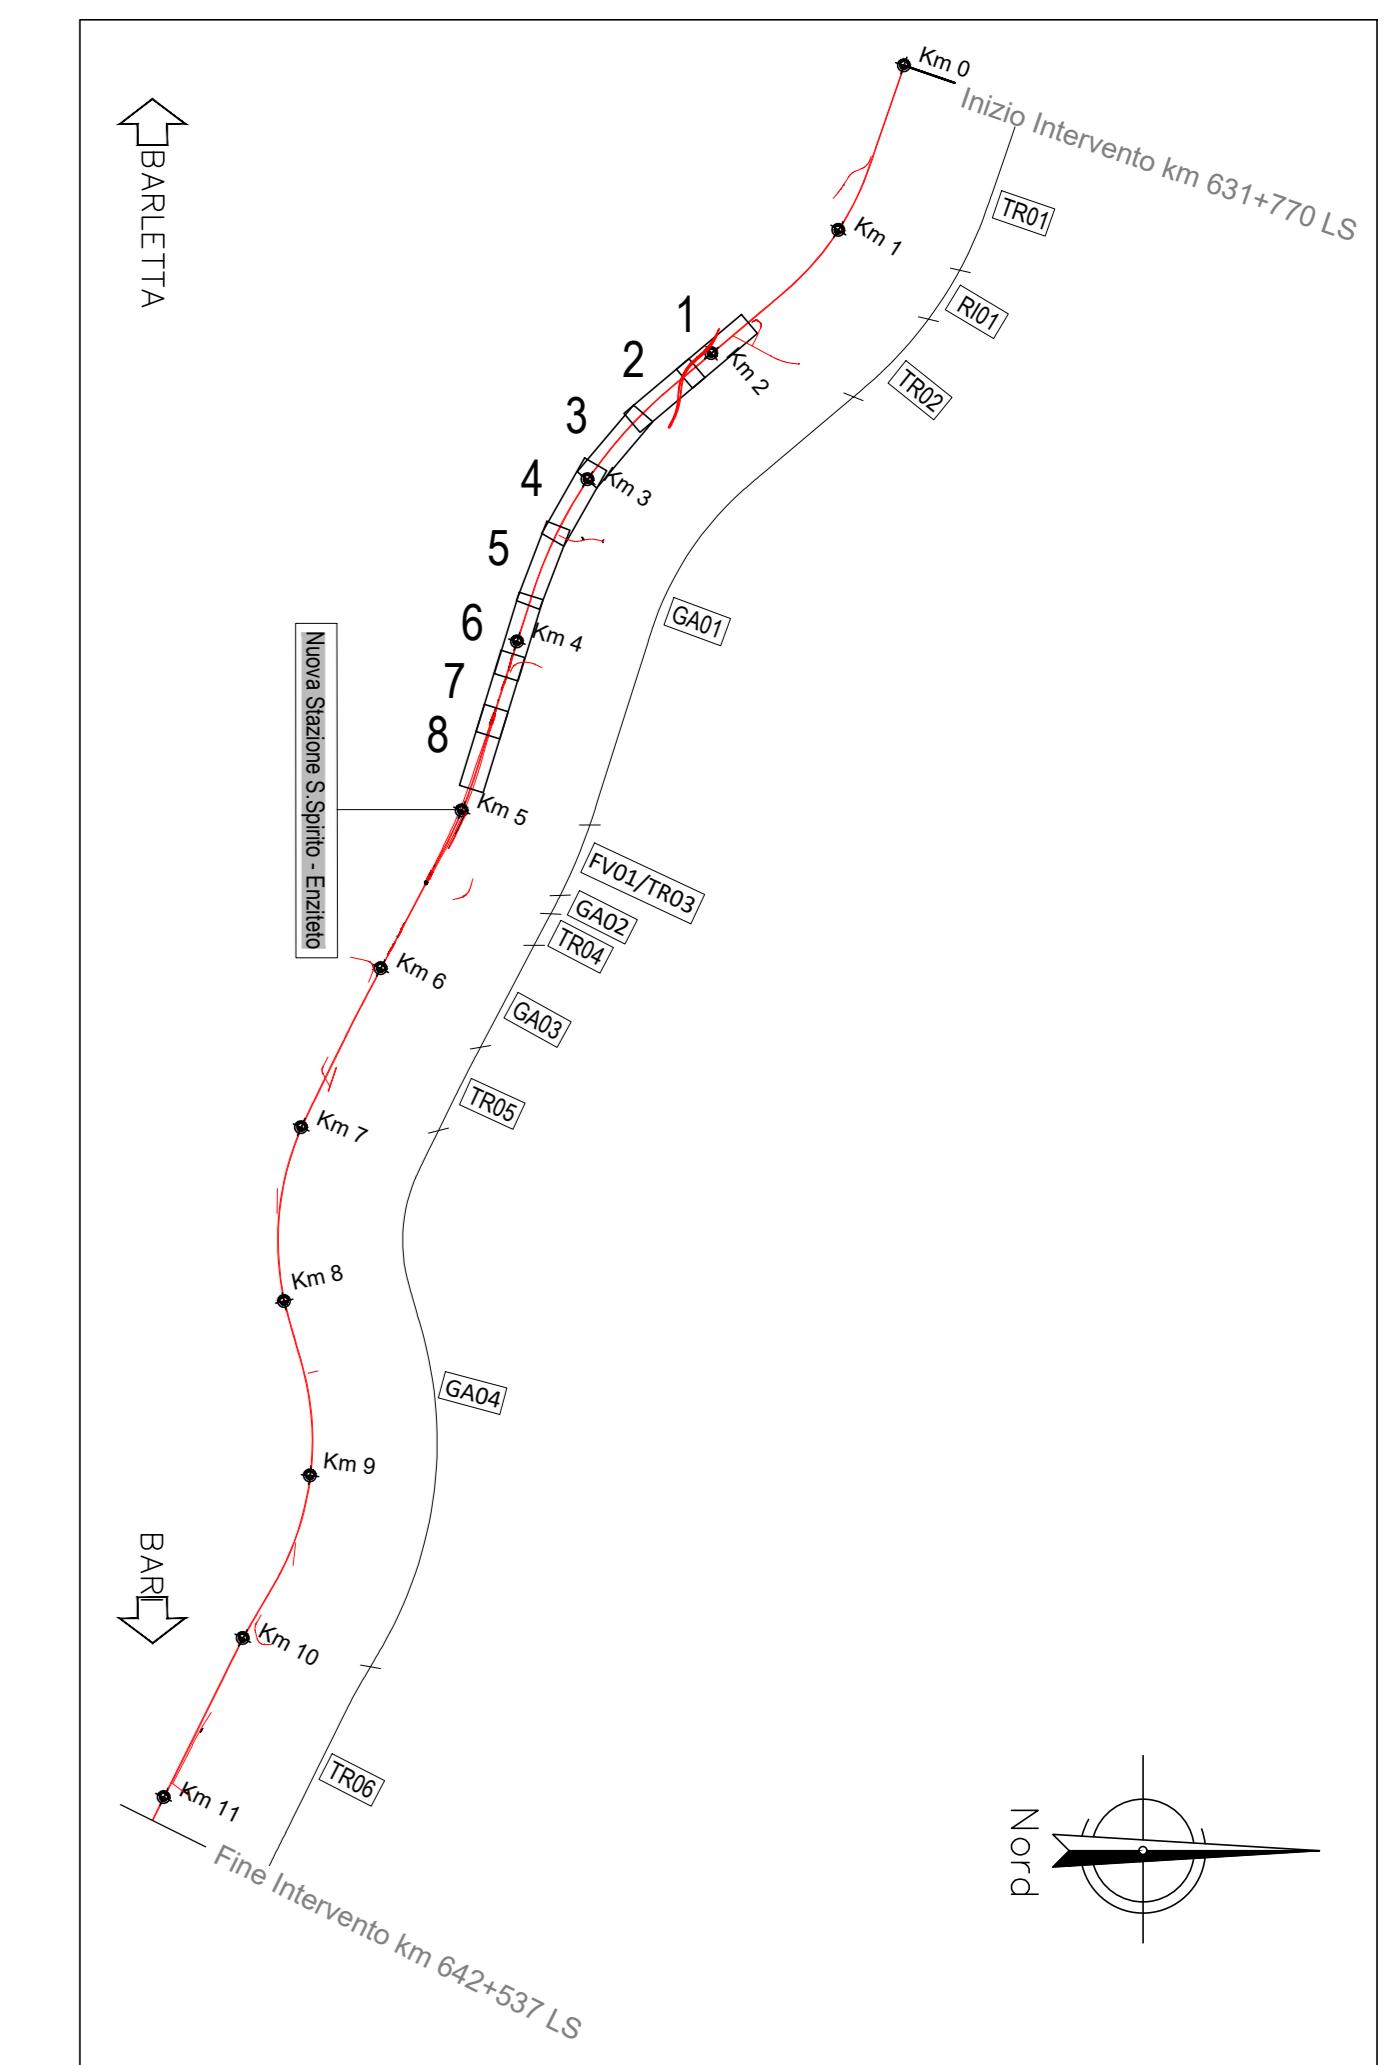 Km 0
Inizio Intervento km 631+770 LS
BARLETTA
TR01
Km 1
RI01
1
Km 2
2
TR02
3
4
Km 3
5
GA01
6
Km 4
7
8
Nuova Stazione S.Spirito - Enziteto
Km 5
FV01/TR03
GA02
TR04
Km 6
GA03
TR05
Km 7
Km 8
GA04
Km 9
BARI
Km 10
TR06
Km 11
Nord
Fine Intervento km 642+537 LS